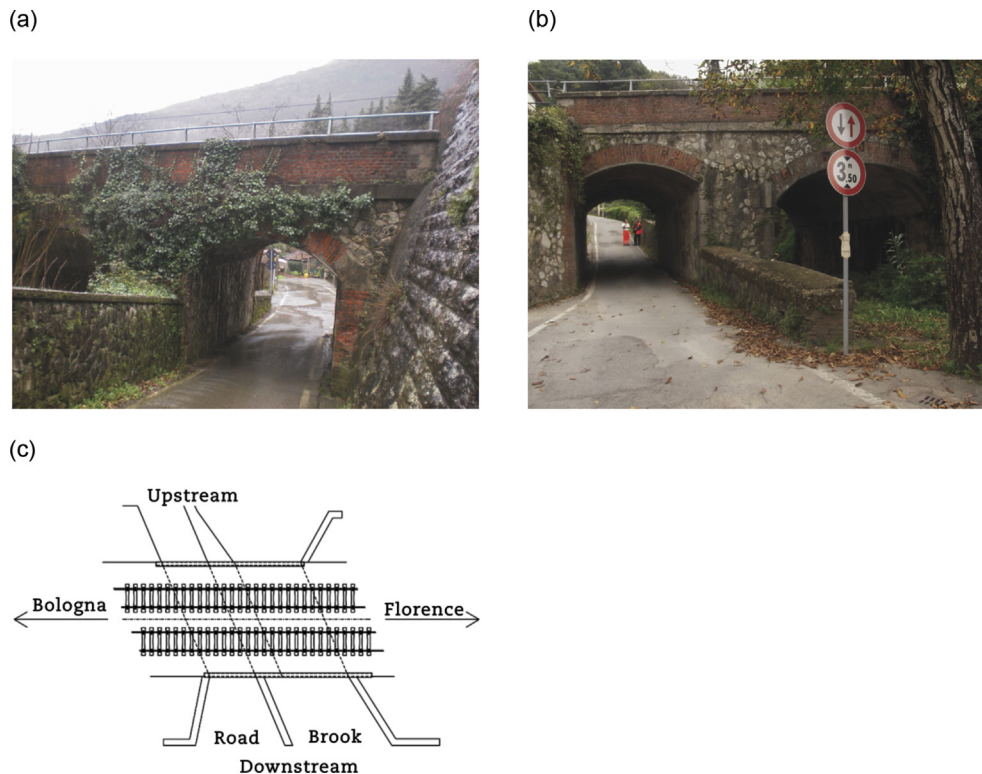 (a)
(b)
3 m ,50
(c)
Upstream
Bologna
Florence
Road
Brook
Downstream